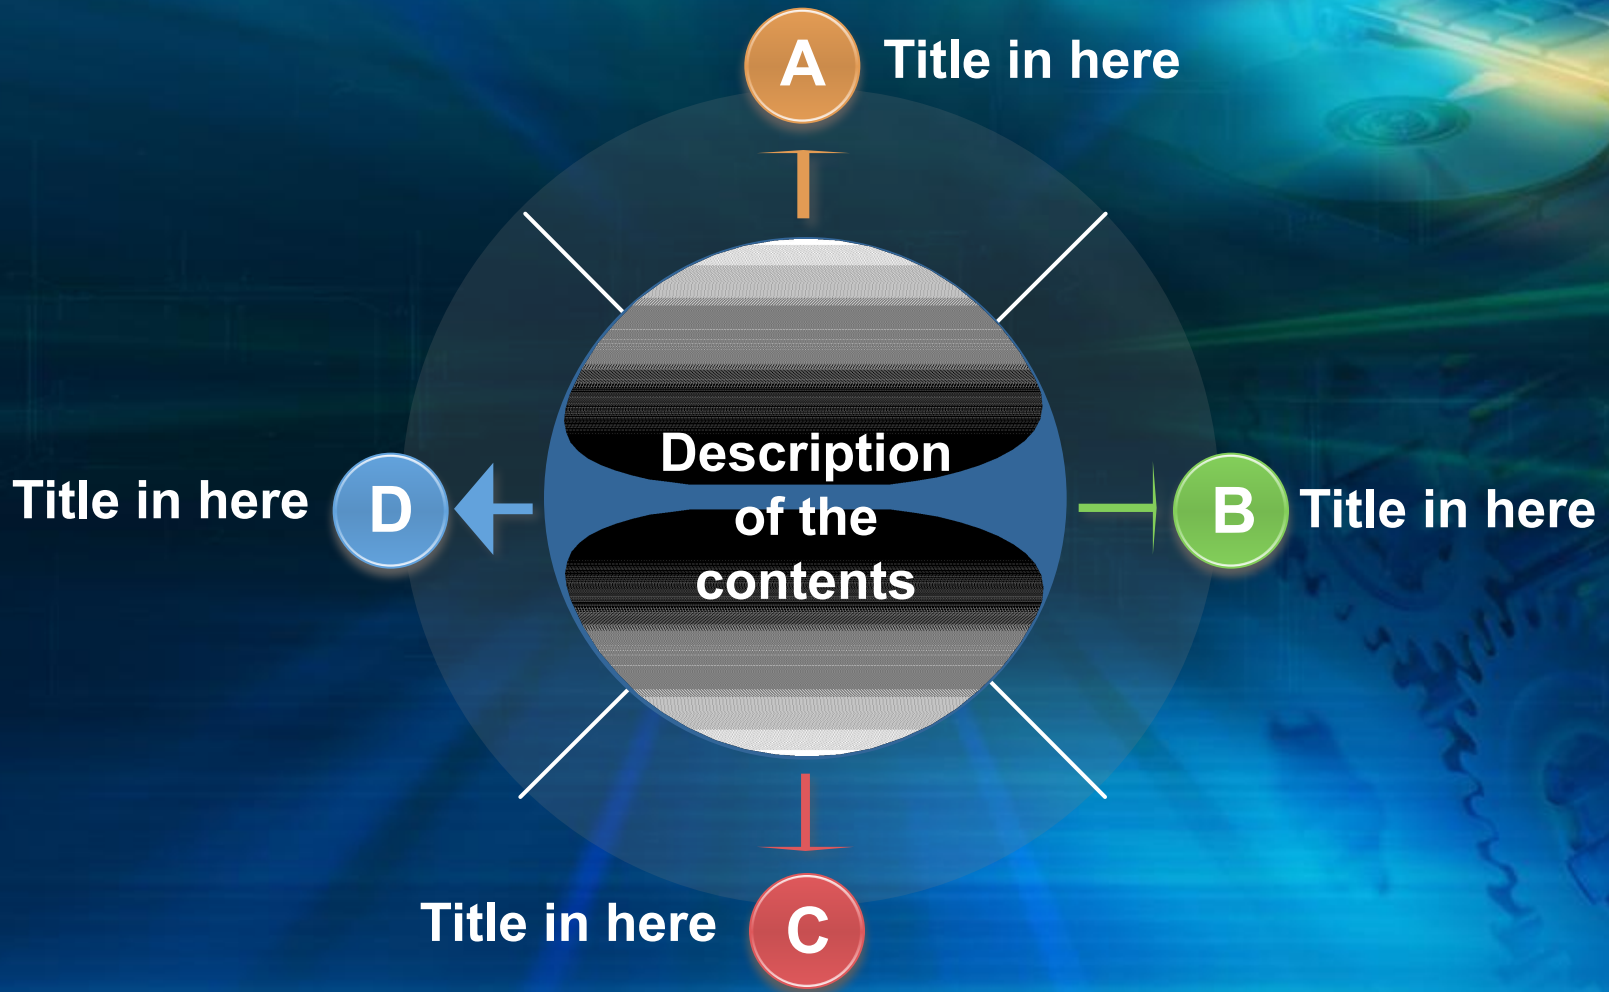 A
Title in here
Description
of the
contents
D
Title in here
B
Title in here
C
Title in here